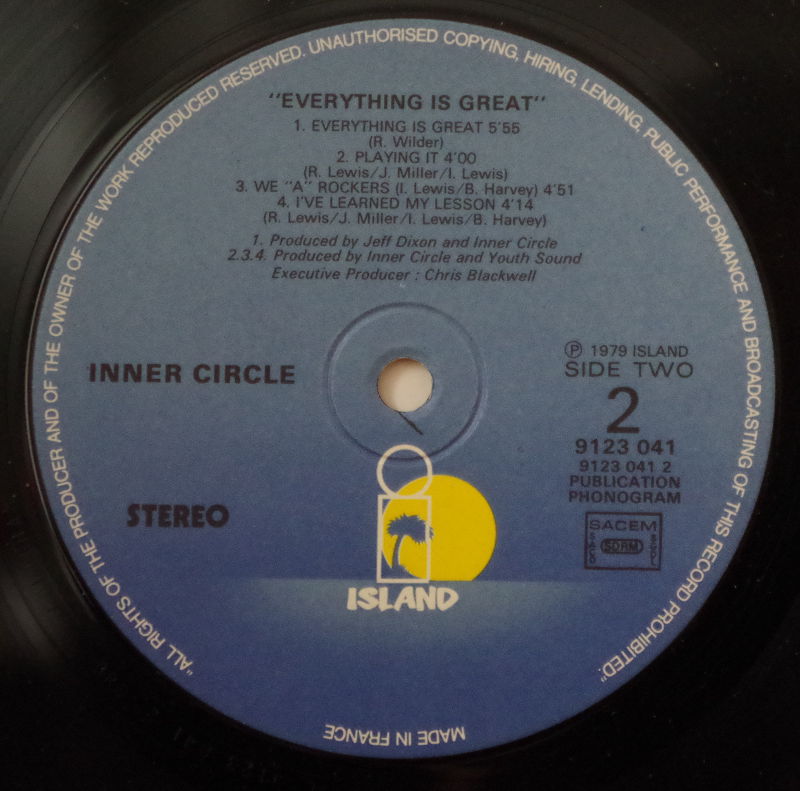 "ALL RIGHTS OF THE PRODUCER AND OF THE OWNER OF THE WORK REPRODUCED RESERVED. UNAUTHORISED COPYING, HIRING, LENDING, PUBLIC PERFORMANCE AND BROADCASTING OF THIS RECORD PROHIBITED."
"EVERYTHING IS GREAT"
1. EVERYTHING IS GREAT 5'55
(R. Wilder)
2. PLAYING IT 4'00
(R. Lewis/J. Miller/I. Lewis)
3. WE "A" ROCKERS (I. Lewis/B. Harvey) 4'51
4. I'VE LEARNED MY LESSON 4'14
(R. Lewis/J. Miller/I. Lewis/B. Harvey)
1. Produced by Jeff Dixon and Inner Circle
2.3.4. Produced by Inner Circle and Youth Sound
Executive Producer : Chris Blackwell
INNER CIRCLE
℗ 1979 ISLAND
SIDE TWO
2
9123 041
9123 041 2
PUBLICATION
PHONOGRAM
STEREO
SACEM
SACD
SDRM
SGDL
i
ISLAND
MADE IN FRANCE